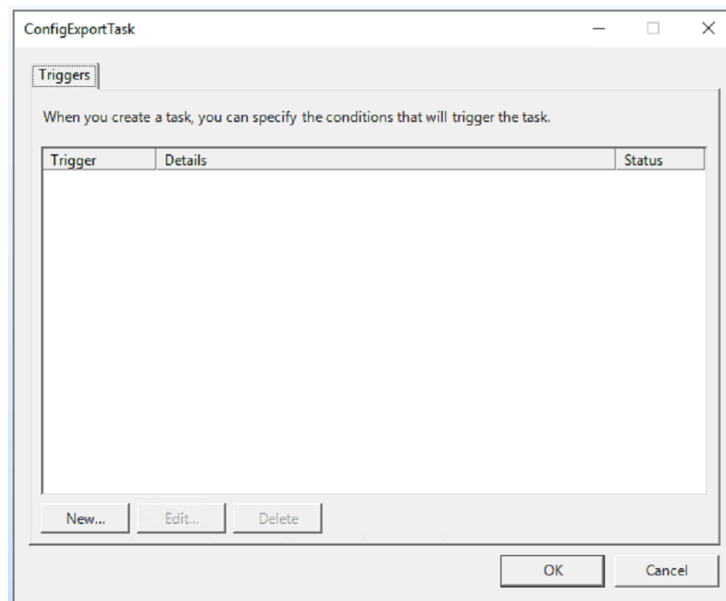 ConfigExportTask
Triggers
When you create a task, you can specify the conditions that will trigger the task.
Trigger Details Status
New... Edit... Delete
OK Cancel